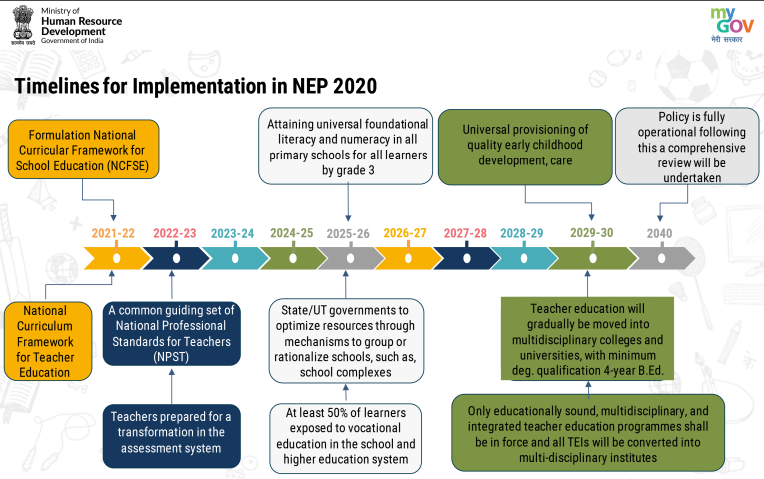 Ministry of
Human Resource
Development
Government of India
सत्यमेव जयते
my
GOV
मेरी सरकार
Timelines for Implementation in NEP 2020
Formulation National
Curricular Framework for
School Education (NCFSE)
Attaining universal foundational
literacy and numeracy in all
primary schools for all learners
by grade 3
Universal provisioning of
quality early childhood
development, care
Policy is fully
operational following
this a comprehensive
review will be
undertaken
2021-22
2022-23
2023-24
2024-25
2025-26
2026-27
2027-28
2028-29
2029-30
2040
National
Curriculum
Framework
for Teacher
Education
A common guiding set of
National Professional
Standards for Teachers
(NPST)
Teachers prepared for a
transformation in the
assessment system
State/UT governments to
optimize resources through
mechanisms to group or
rationalize schools, such as,
school complexes
At least 50% of learners
exposed to vocational
education in the school and
higher education system
Teacher education will
gradually be moved into
multidisciplinary colleges and
universities, with minimum
deg. qualification 4-year B.Ed.
Only educationally sound, multidisciplinary, and
integrated teacher education programmes shall
be in force and all TEIs will be converted into
multi-disciplinary institutes